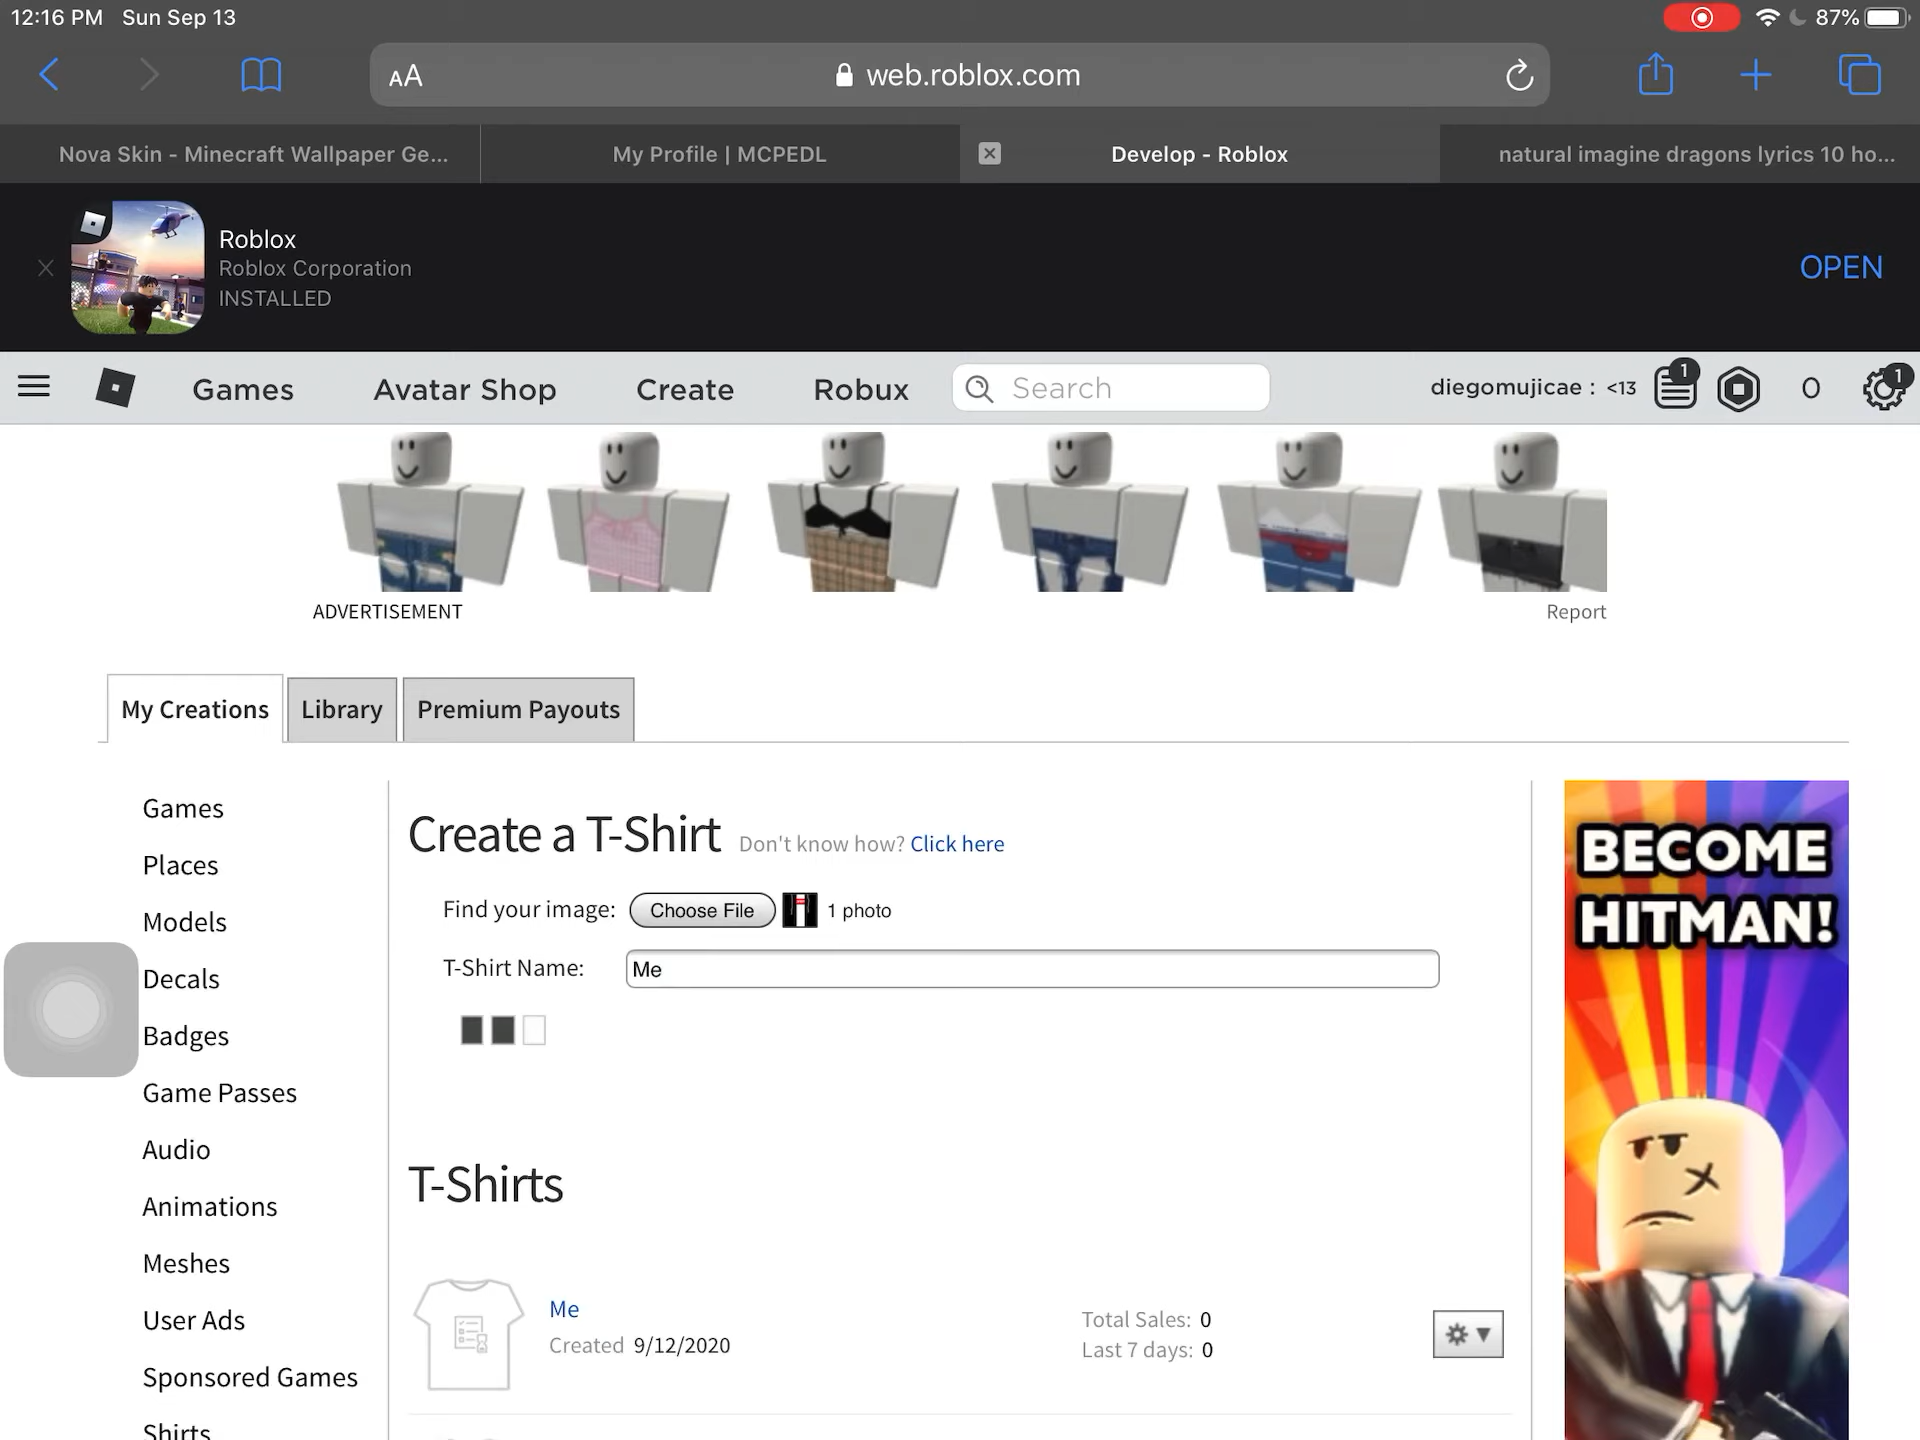 12:16 PM Sun Sep 13
87%
AA
web.roblox.com
Nova Skin - Minecraft Wallpaper Ge...
My Profile | MCPEDL
Develop - Roblox
natural imagine dragons lyrics 10 ho...
Roblox
Roblox Corporation
INSTALLED
OPEN
Games
Avatar Shop
Create
Robux
Search
diegomujicae : <13
1
0
1
ADVERTISEMENT
Report
My Creations
Library
Premium Payouts
Games
Places
Models
Decals
Badges
Game Passes
Audio
Animations
Meshes
User Ads
Sponsored Games
Shirts
Create a T-Shirt
Don't know how? Click here
Find your image:
Choose File
1 photo
T-Shirt Name:
Me
T-Shirts
Me
Created 9/12/2020
Total Sales: 0
Last 7 days: 0
BECOME
HITMAN!